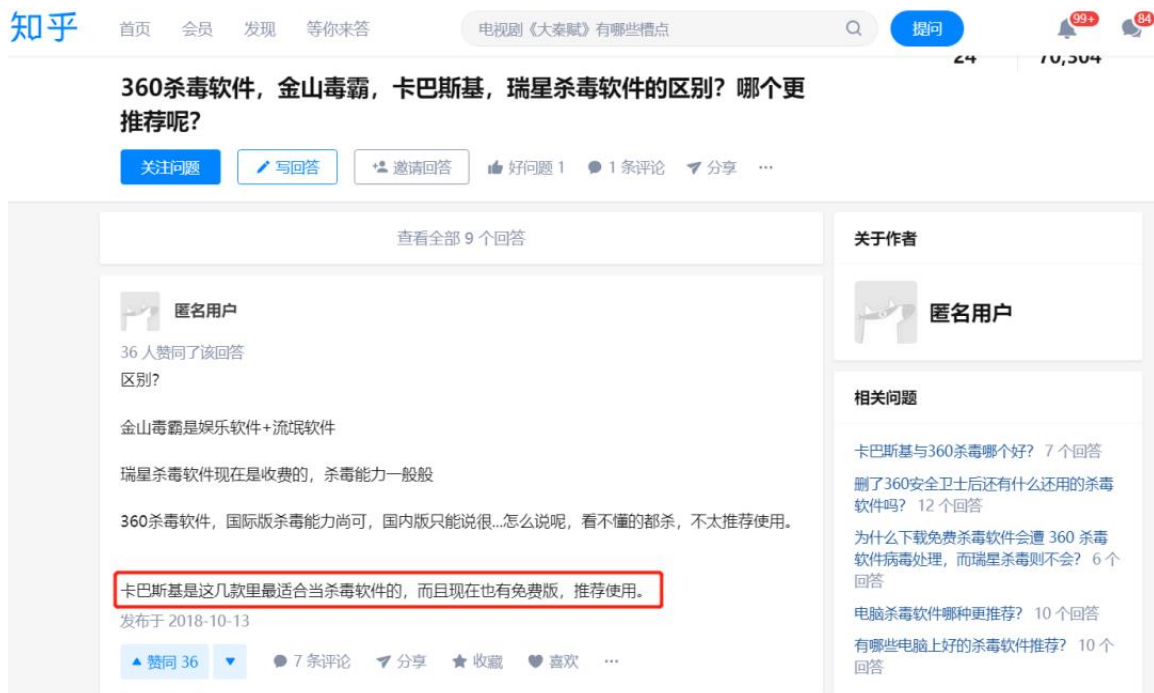 知乎 首页 会员 发现 等你来答 电视剧《大秦赋》有哪些槽点 提问 99+ 84
24 70,304
360杀毒软件，金山毒霸，卡巴斯基，瑞星杀毒软件的区别？哪个更
推荐呢？
关注问题 写回答 邀请回答 好问题 1 1 条评论 分享 ...
查看全部 9 个回答
匿名用户
36 人赞同了该回答
区别?
金山毒霸是娱乐软件+流氓软件
瑞星杀毒软件现在是收费的，杀毒能力一般般
360杀毒软件，国际版杀毒能力尚可，国内版只能说很...怎么说呢，看不懂的都杀，不太推荐使用。
卡巴斯基是这几款里最适合当杀毒软件的，而且现在也有免费版，推荐使用。
发布于 2018-10-13
赞同 36 7 条评论 分享 收藏 喜欢 ...
关于作者
匿名用户
相关问题
卡巴斯基与360杀毒哪个好? 7 个回答
删了360安全卫士后还有什么还用的杀毒
软件吗? 12 个回答
为什么下载免费杀毒软件会遭 360 杀毒
软件病毒处理，而瑞星杀毒则不会? 6 个
回答
电脑杀毒软件哪种更推荐? 10 个回答
有哪些电脑上好的杀毒软件推荐? 10 个
回答